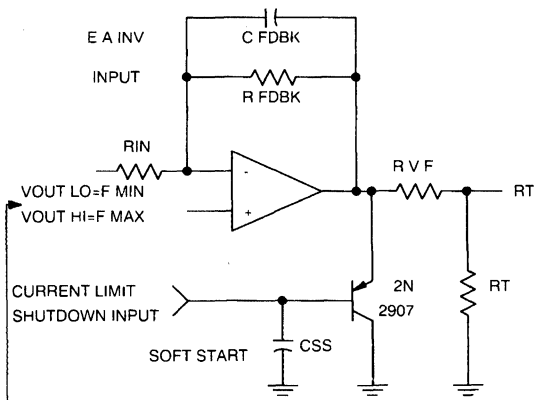 E A INV
C FDBK
INPUT
R FDBK
RIN
-
R V F
RT
VOUT LO=F MIN
VOUT HI=F MAX
+
CURRENT LIMIT
SHUTDOWN INPUT
2N
2907
RT
SOFT START
CSS